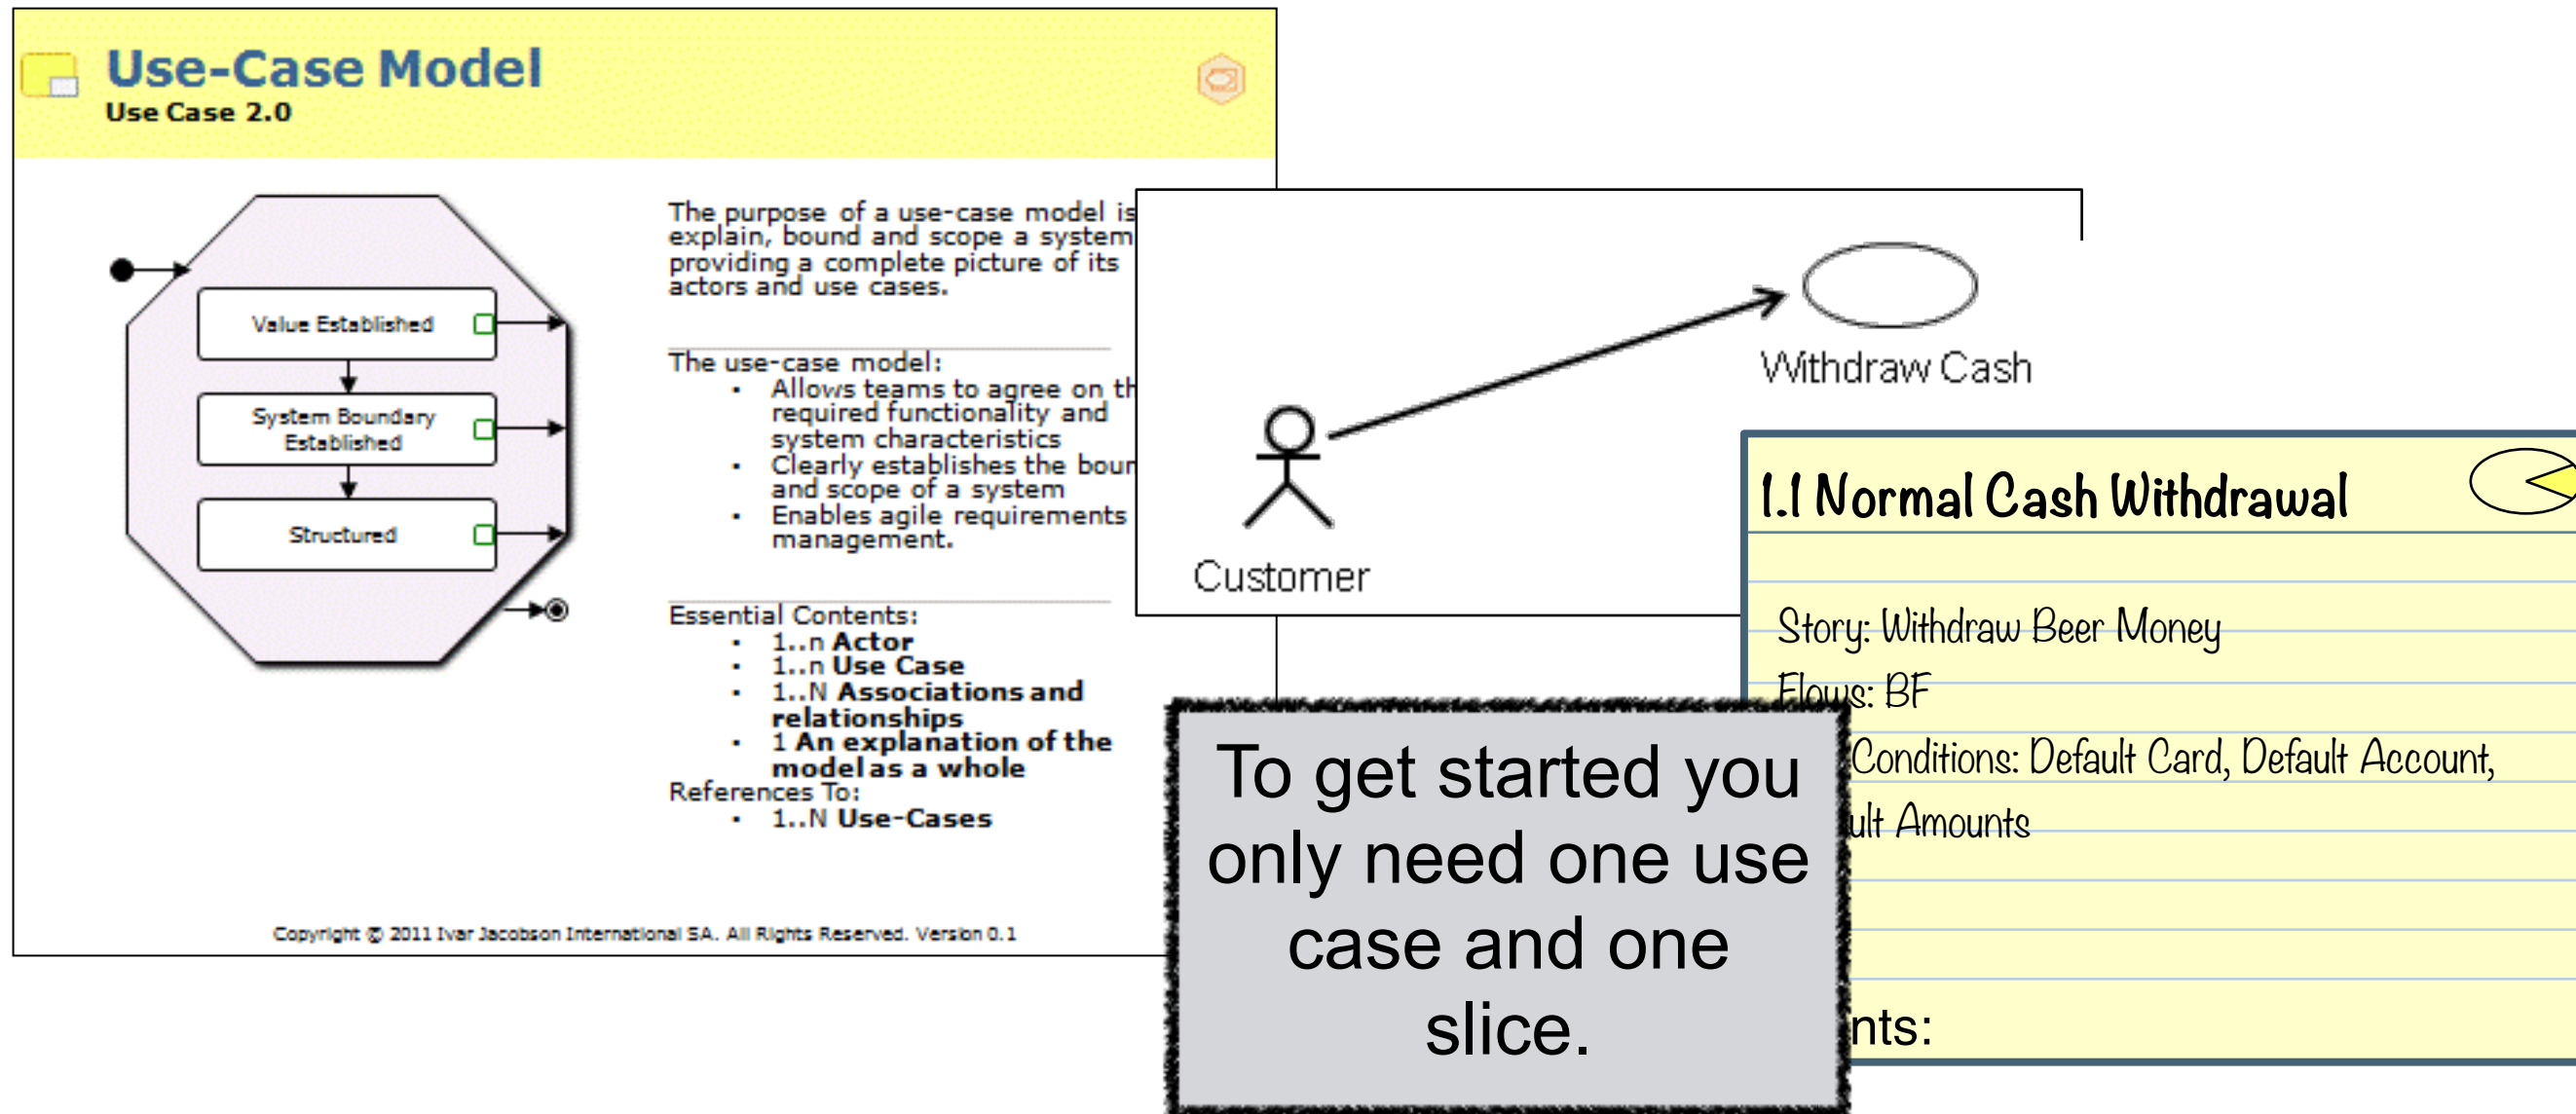 Use-Case Model
Use Case 2.0
Value Established
System Boundary
Established
Structured
The purpose of a use-case model is
explain, bound and scope a system
providing a complete picture of its
actors and use cases.
The use-case model:
▪ Allows teams to agree on
required functionality and
system characteristics
▪ Clearly establishes the
and scope of a system
▪ Enables agile requirements
management.
Essential Contents:
▪ 1..n Actor
▪ 1..n Use Case
▪ 1..N Associations and
relationships
▪ 1 An explanation of the
model as a whole
References To:
▪ 1..N Use-Cases
Copyright © 2011 Ivar Jacobson International SA. All Rights Reserved. Version 0.1
Withdraw Cash
Customer
1.1 Normal Cash Withdrawal
Story: Withdraw Beer Money
Flows: BF
Conditions: Default Card, Default Account,
Amounts
To get started you
only need one use
case and one
slice.